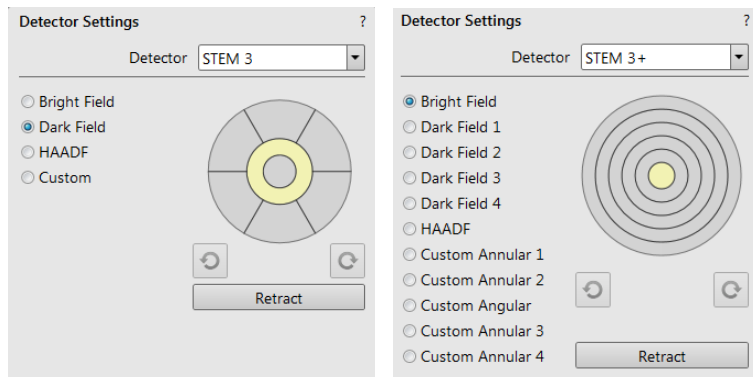 Detector Settings ?
Detector STEM 3
Bright Field
Dark Field
HAADF
Custom
Retract
Detector Settings ?
Detector STEM 3+
Bright Field
Dark Field 1
Dark Field 2
Dark Field 3
Dark Field 4
HAADF
Custom Annular 1
Custom Annular 2
Custom Angular
Custom Annular 3
Custom Annular 4
Retract